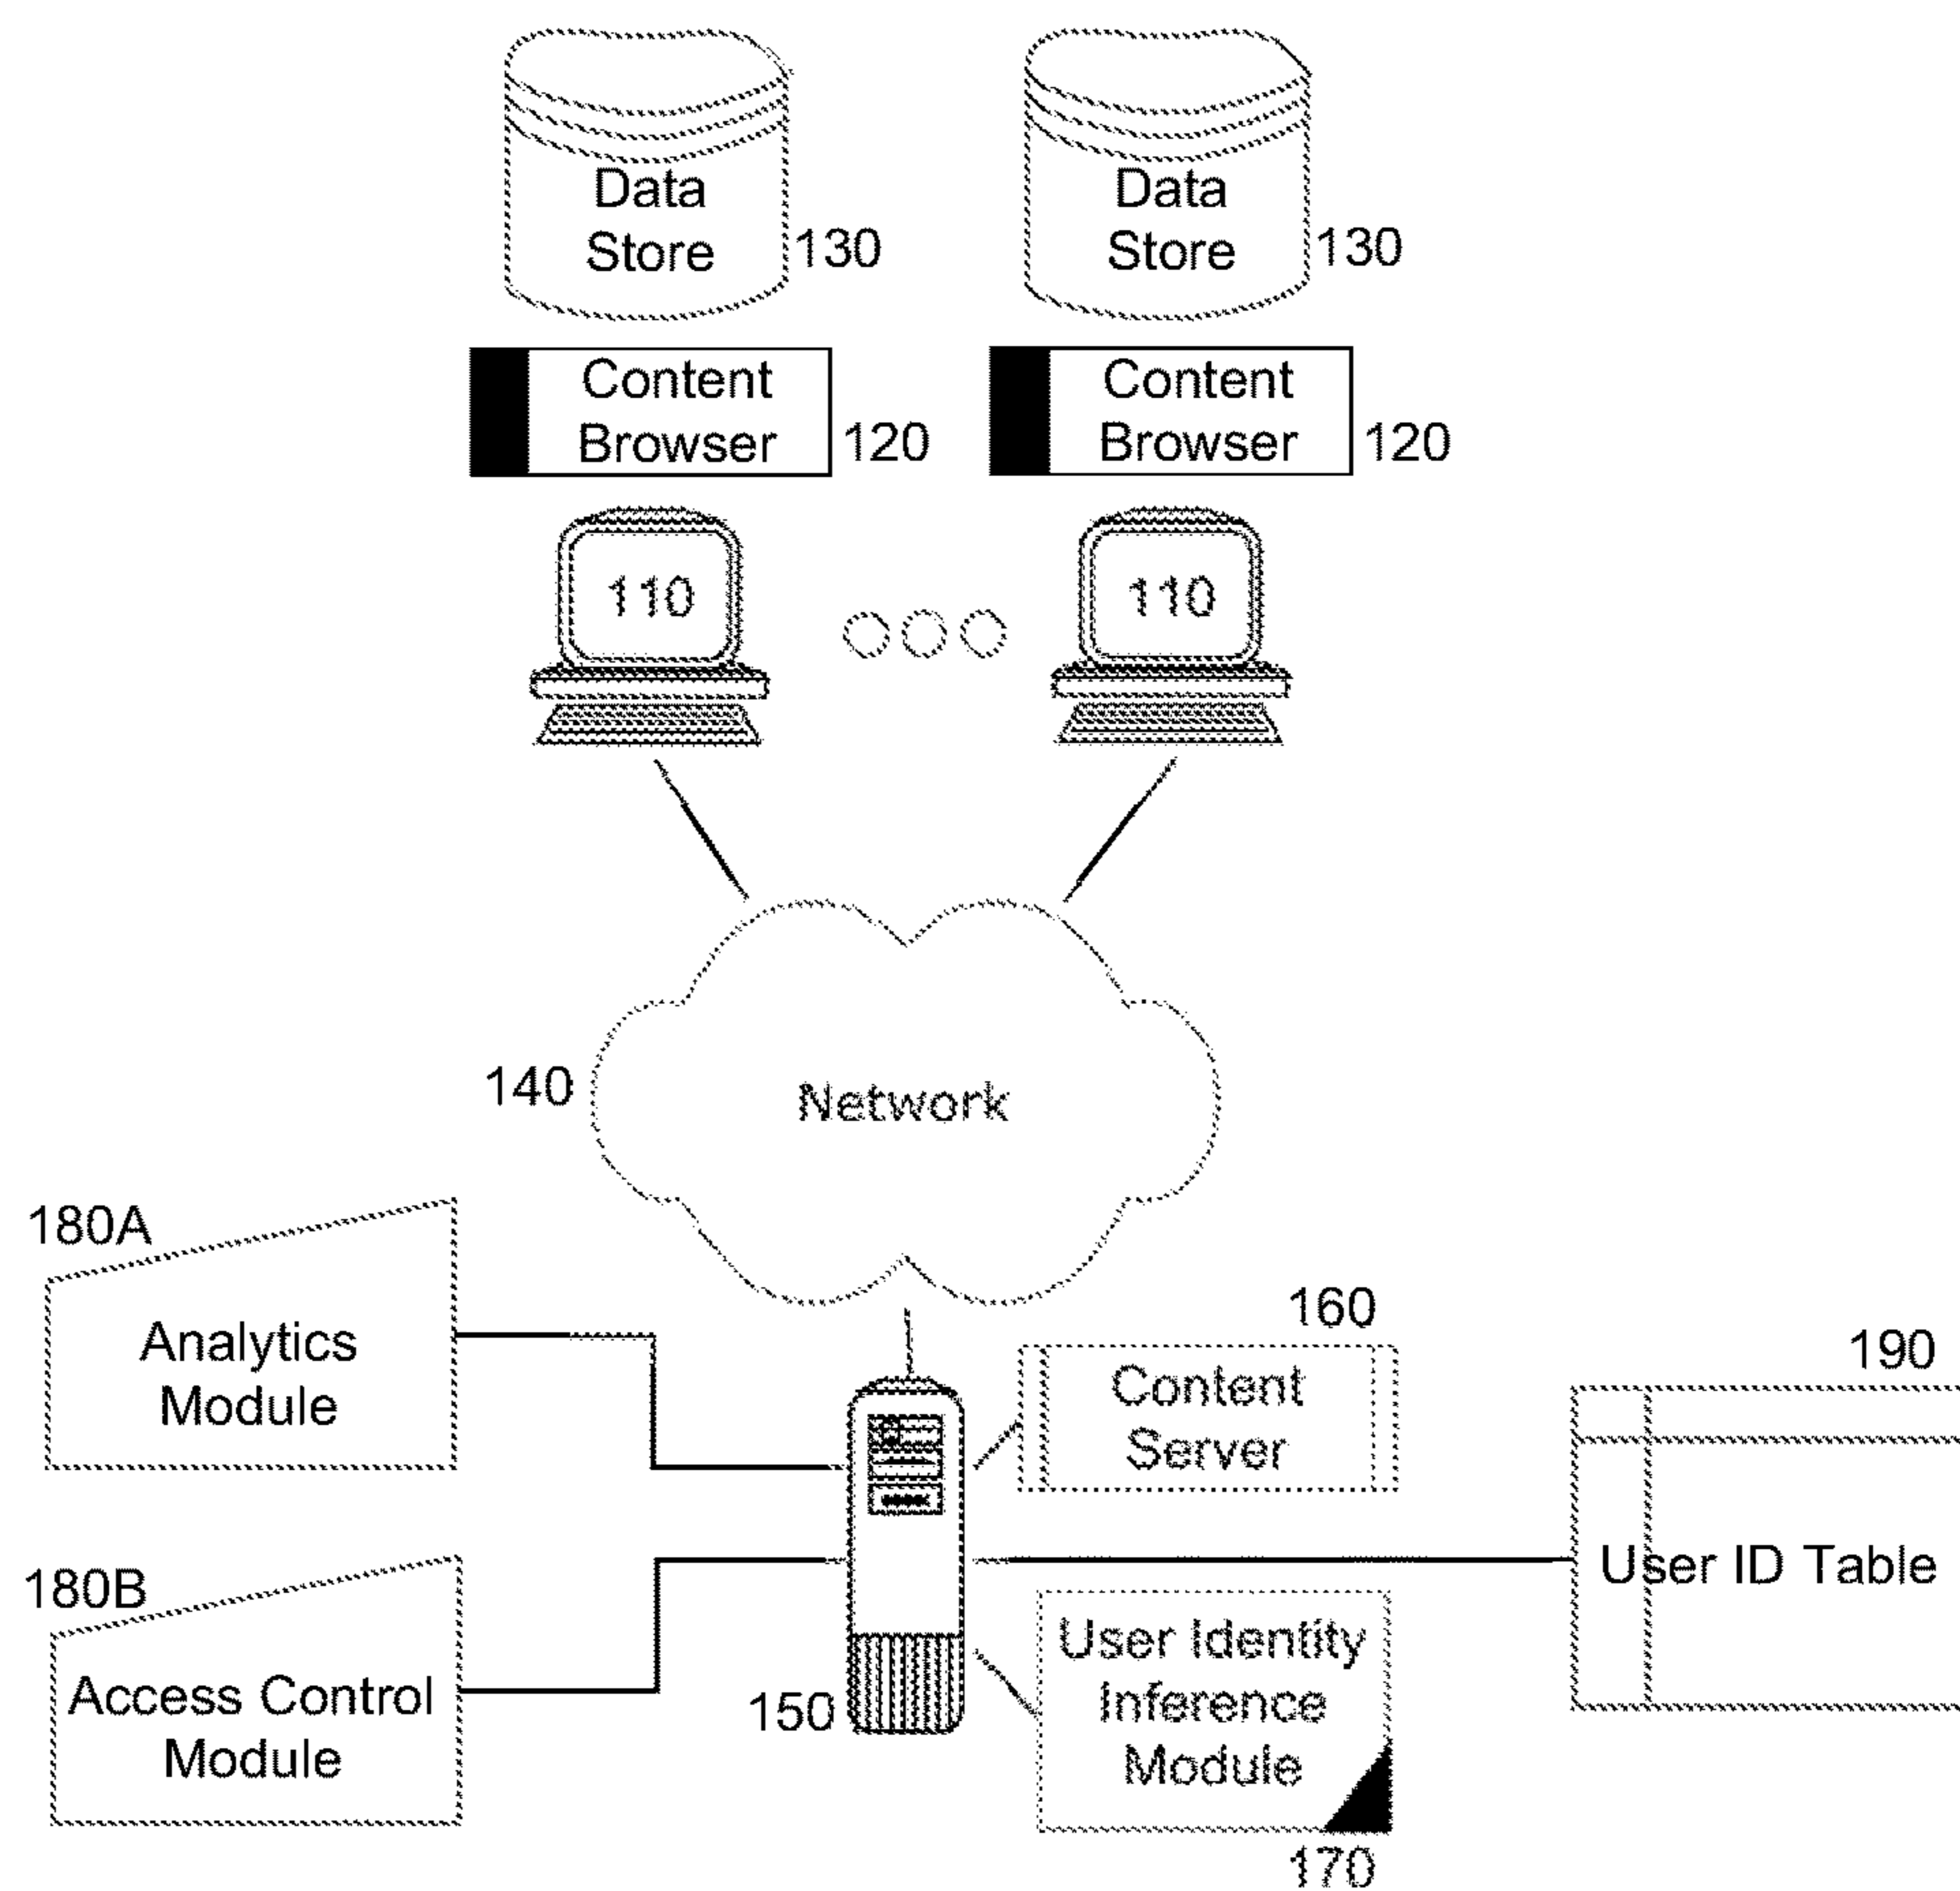 Data
Store
130
Data
Store
130
Content
Browser
120
Content
Browser
120
110
110
140
Network
180A
Analytics
Module
160
Content
Server
190
User ID Table
180B
Access Control
Module
150
User Identity
Inference
Module
170